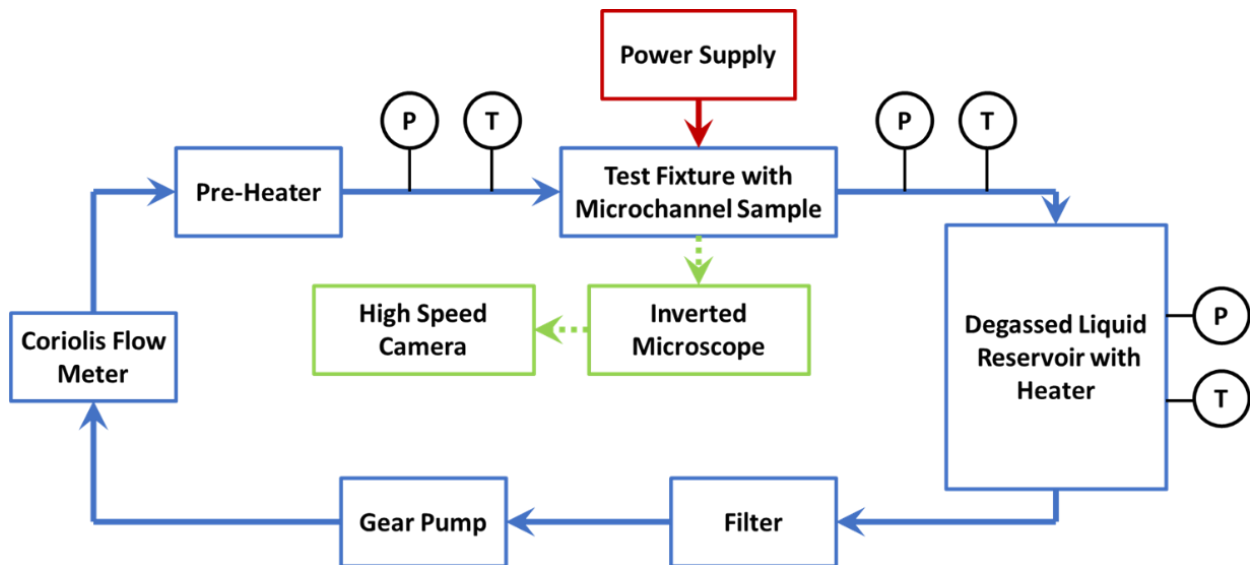 Power Supply
P
T
P
T
Pre-Heater
Test Fixture with
Microchannel Sample
High Speed
Camera
Inverted
Microscope
Degassed Liquid
Reservoir with
Heater
P
T
Coriolis Flow
Meter
Gear Pump
Filter